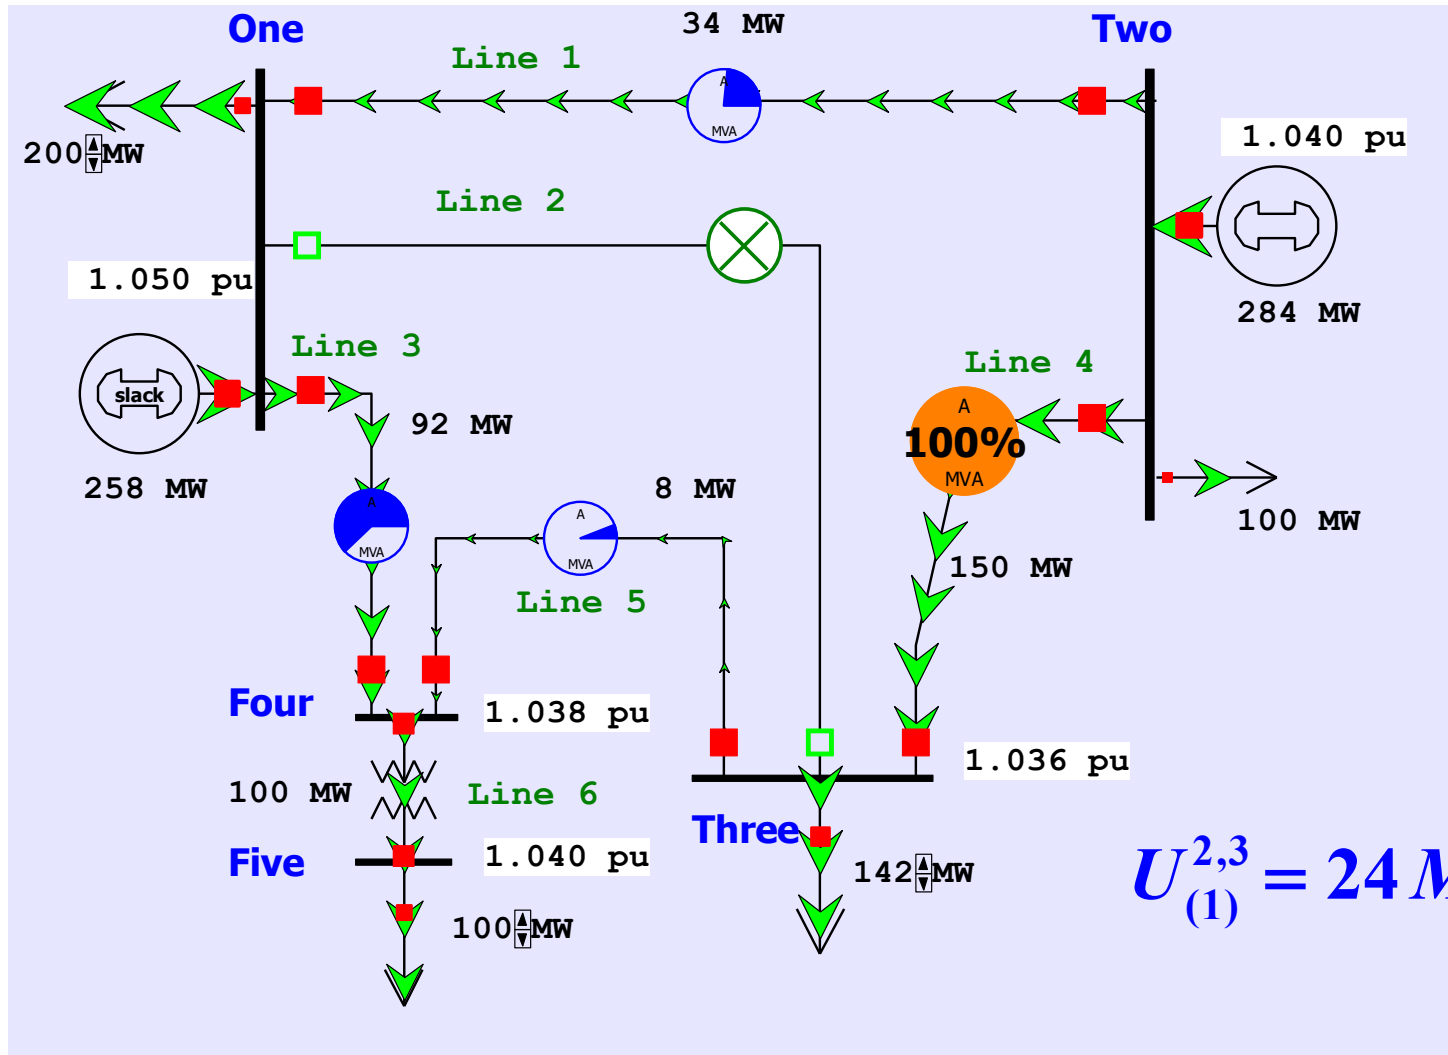 One
34 MW
Two
Line 1
A
MVA
200 MW
1.040 pu
Line 2
1.050 pu
284 MW
Line 3
Line 4
slack
92 MW
A
100%
MVA
258 MW
8 MW
100 MW
A
MVA
A
MVA
150 MW
Line 5
Four
1.038 pu
1.036 pu
100 MW
Line 6
Three
Five
1.040 pu
142 MW
100 MW
U^{2,3}_{(1)} = 24 M